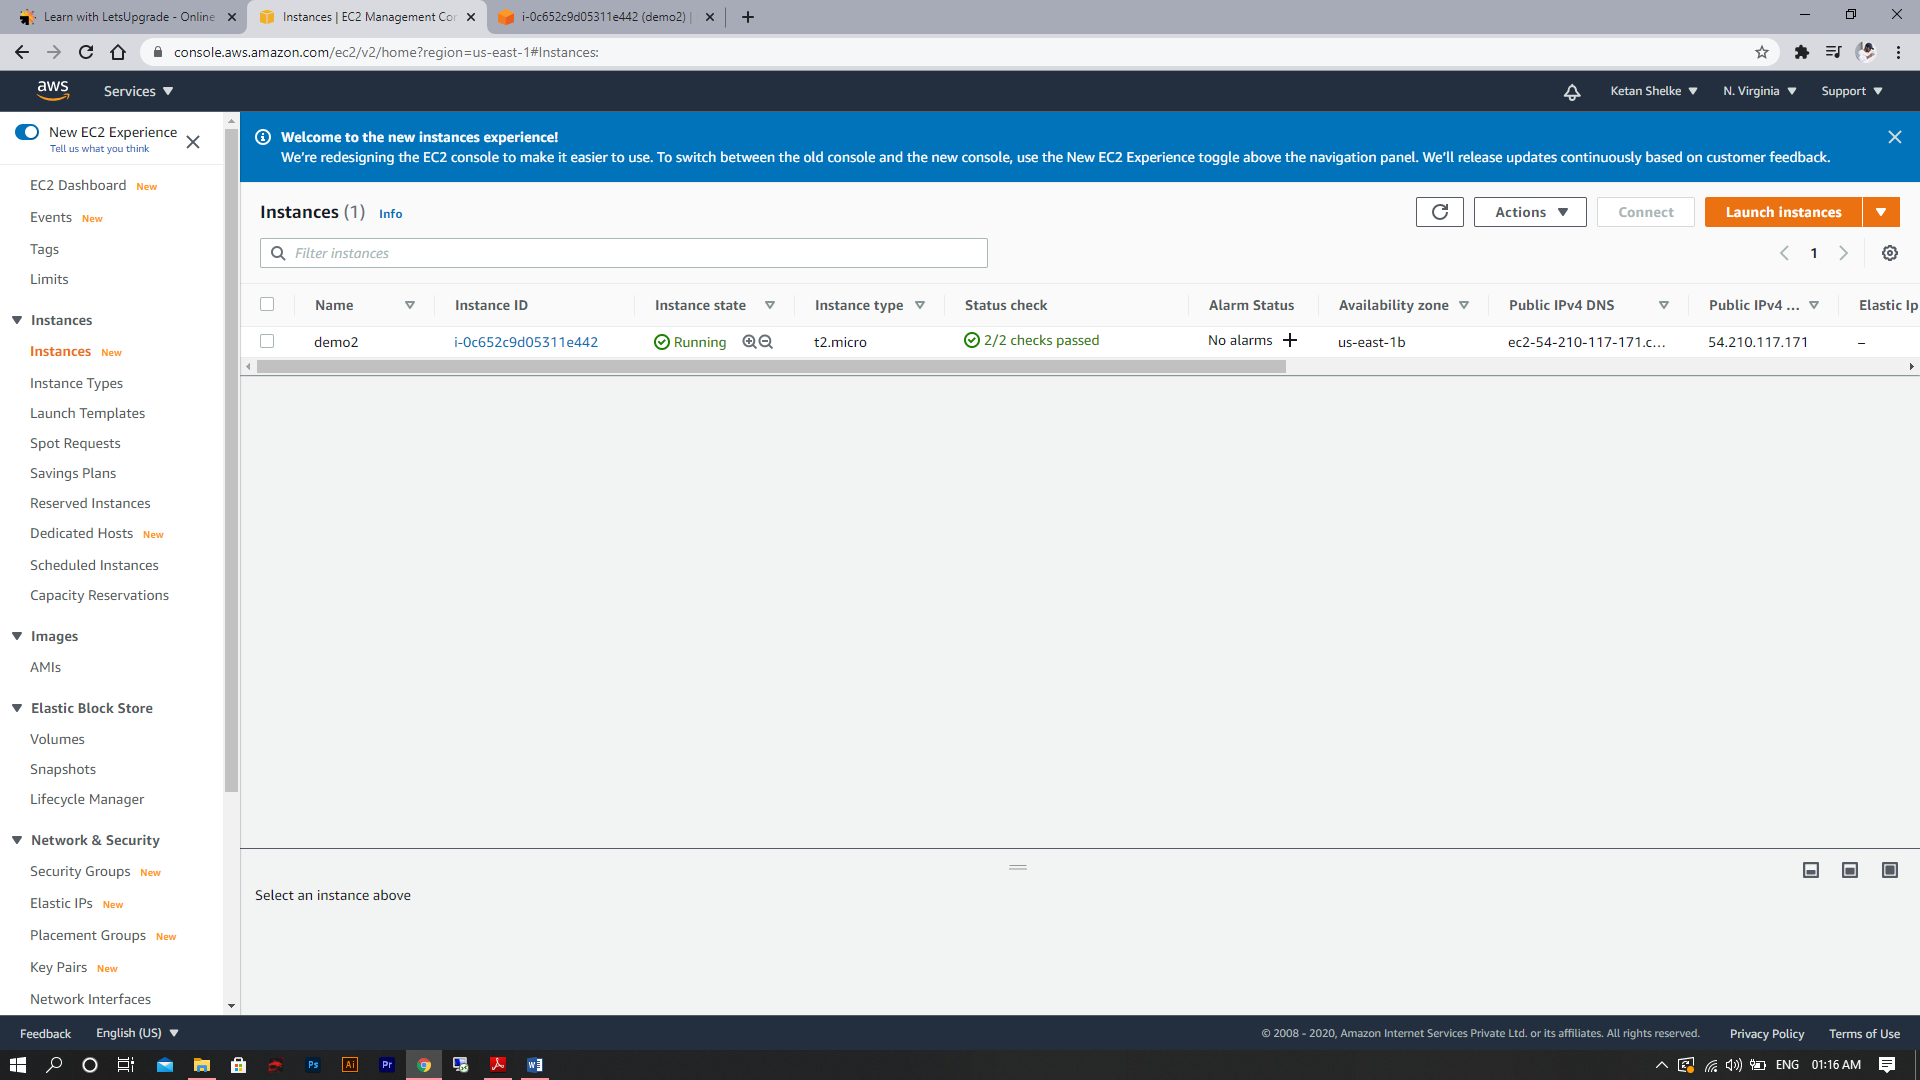 Learn with LetsUpgrade - Online
Instances | EC2 Management Cor
i-0c652c9d05311e442 (demo2) |
console.aws.amazon.com/ec2/v2/home?region=us-east-1#Instances:
aws
Services
Ketan Shelke
N. Virginia
Support
New EC2 Experience
Tell us what you think
EC2 Dashboard New
Events New
Tags
Limits
Instances
Instances New
Instance Types
Launch Templates
Spot Requests
Savings Plans
Reserved Instances
Dedicated Hosts New
Scheduled Instances
Capacity Reservations
Images
AMIs
Elastic Block Store
Volumes
Snapshots
Lifecycle Manager
Network & Security
Security Groups New
Elastic IPs New
Placement Groups New
Key Pairs New
Network Interfaces
Welcome to the new instances experience!
We're redesigning the EC2 console to make it easier to use. To switch between the old console and the new console, use the New EC2 Experience toggle above the navigation panel. We'll release updates continuously based on customer feedback.
Instances (1) Info
Actions
Connect
Launch instances
Filter instances
1
Name Instance ID Instance state Instance type Status check Alarm Status Availability zone Public IPv4 DNS Public IPv4 ... Elastic Ip
demo2 i-0c652c9d05311e442 Running t2.micro 2/2 checks passed No alarms + us-east-1b ec2-54-210-117-171.c... 54.210.117.171 –
Select an instance above
Feedback
English (US)
© 2008 - 2020, Amazon Internet Services Private Ltd. or its affiliates. All rights reserved.
Privacy Policy
Terms of Use
Ps
Ai
Pr
ENG
01:16 AM